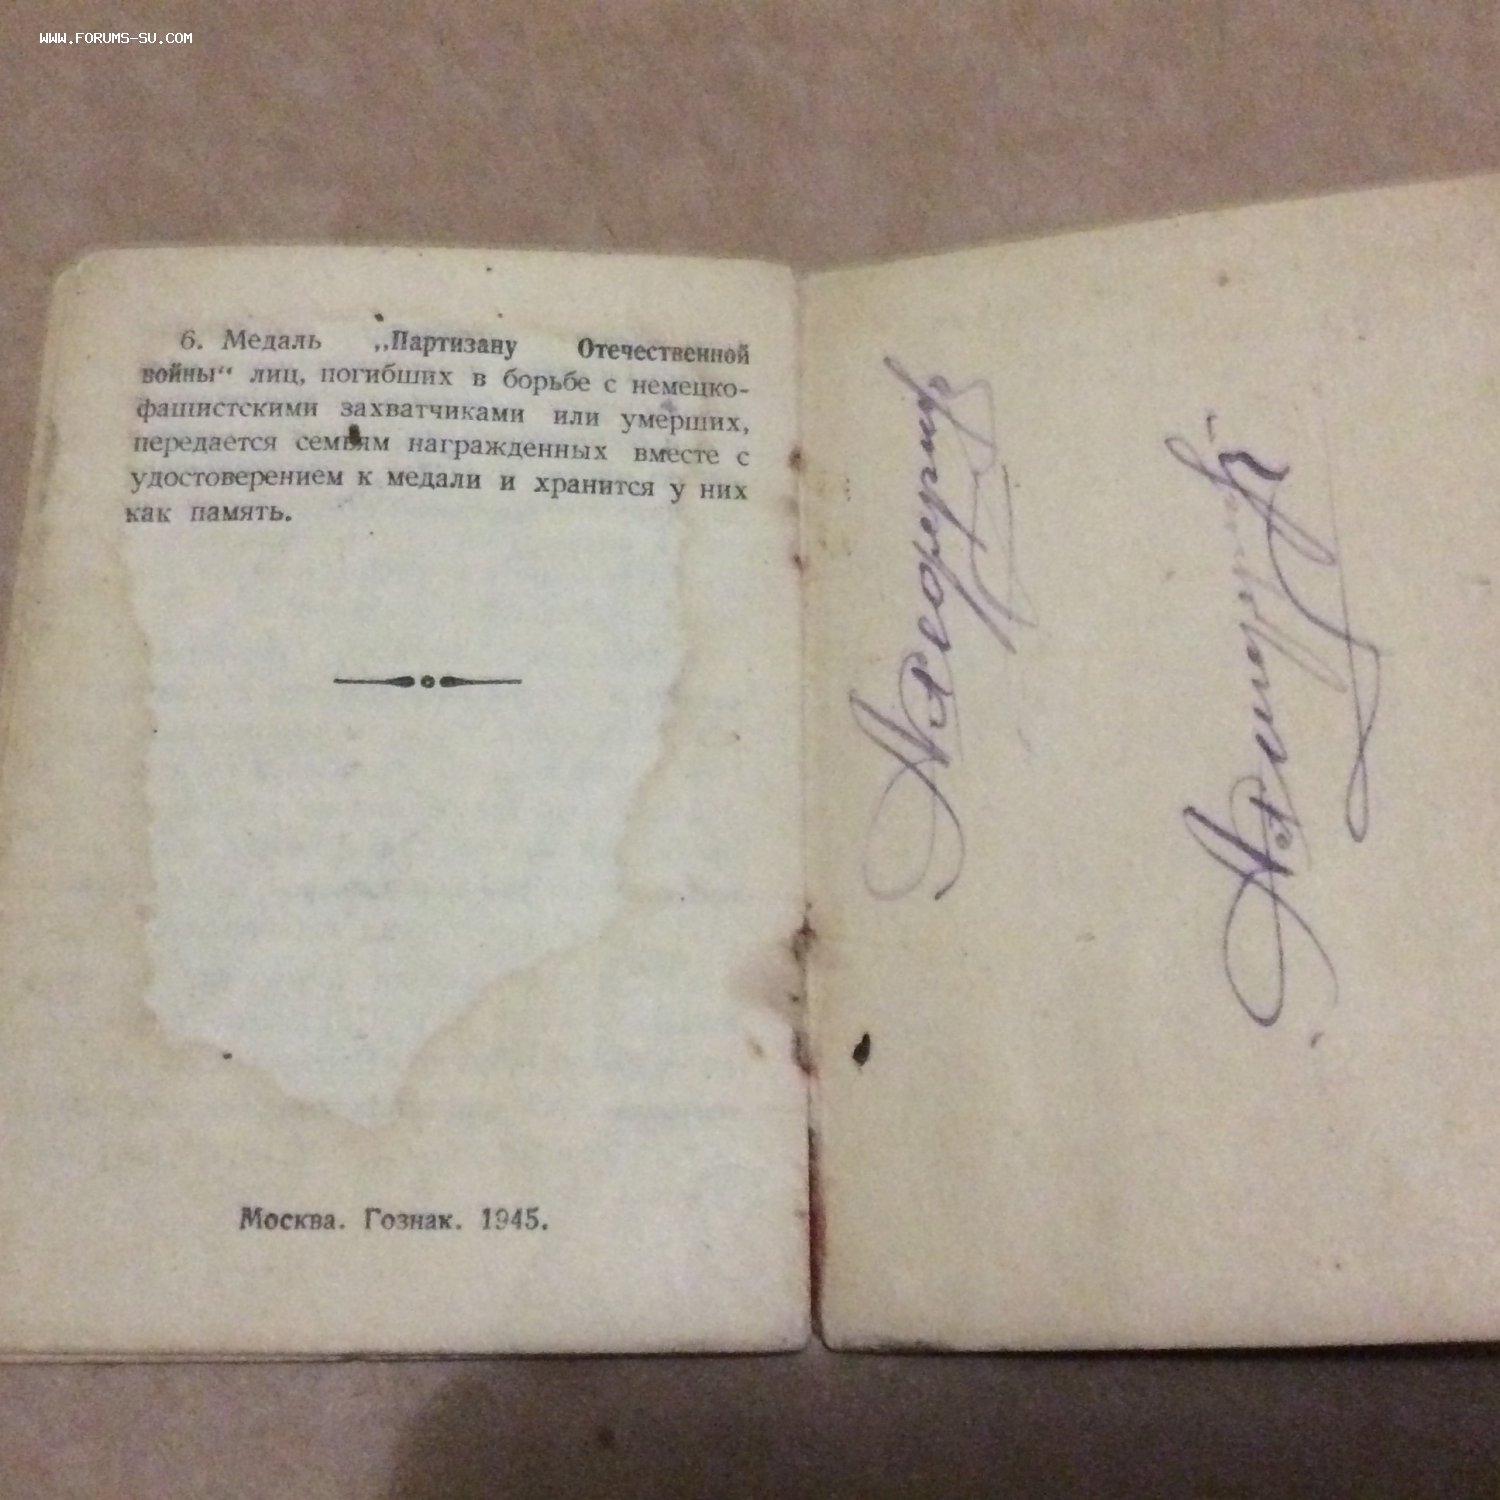 WWW.FORUMS-SU.COM
6. Медаль „Партизану Отечественной
войны“ лиц, погибших в борьбе с немецко-
фашистскими захватчиками или умерших,
передается семьям награжденных вместе с
удостоверением к медали и хранится у них
как память.
Москва. Гознак. 1945.